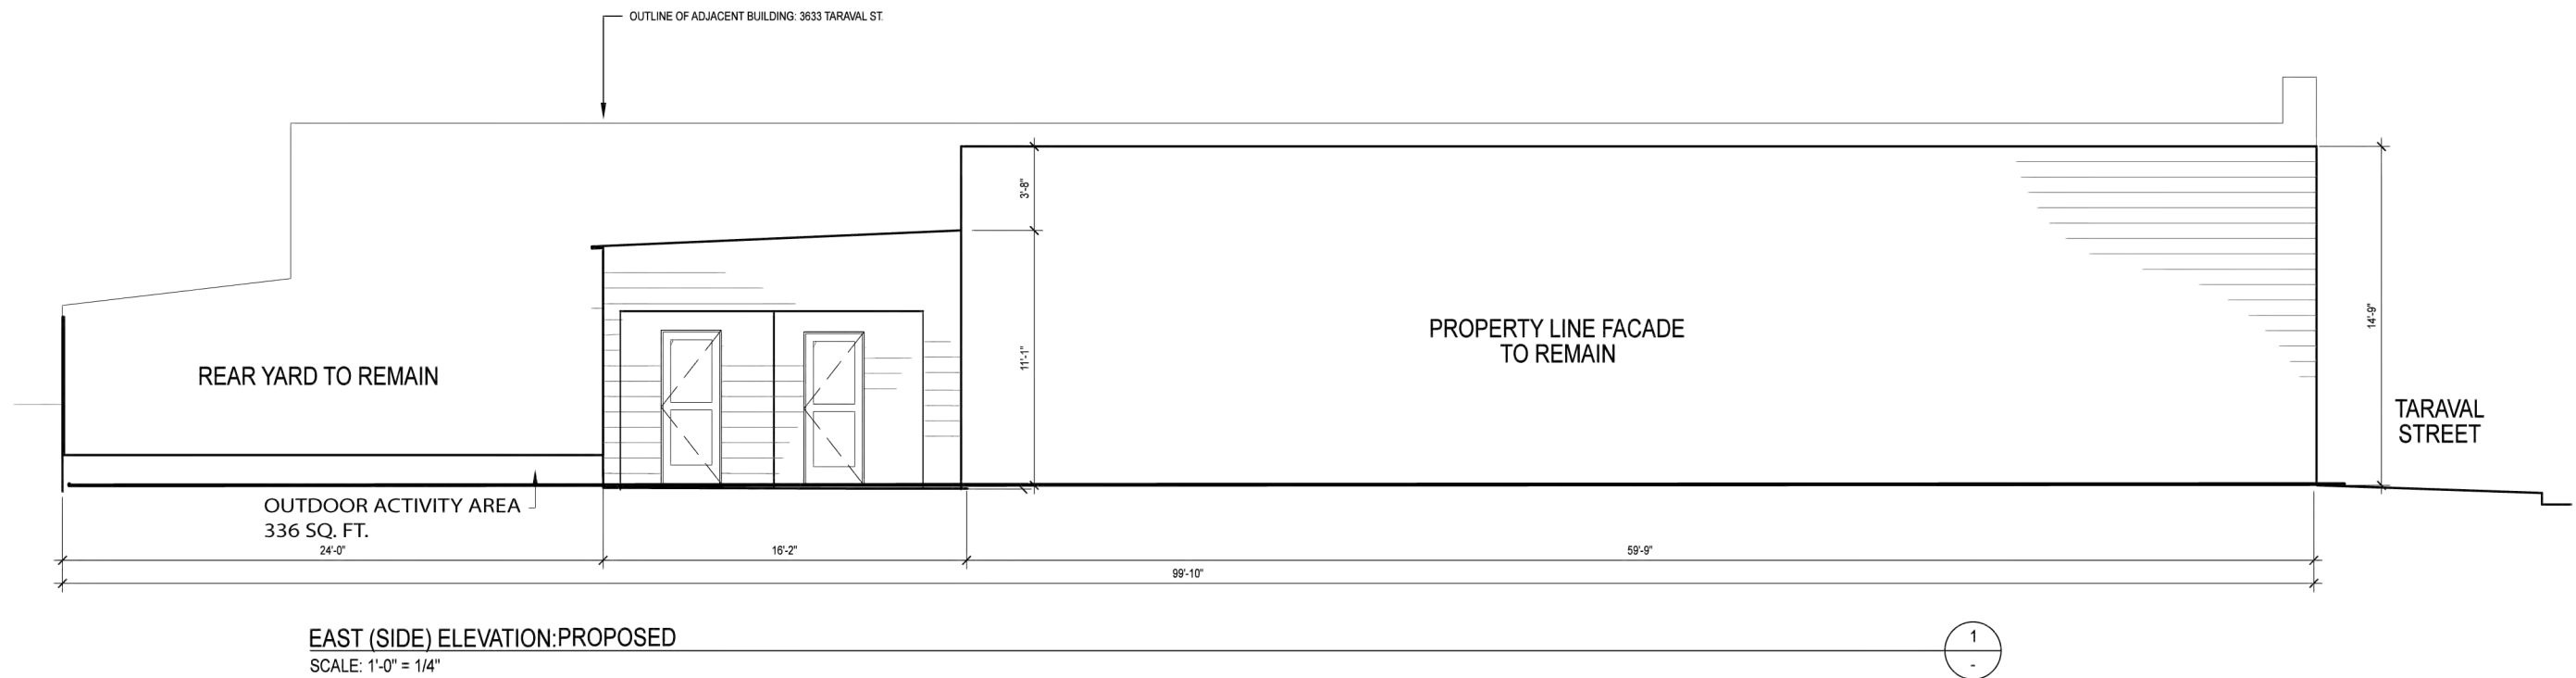 OUTLINE OF ADJACENT BUILDING: 3633 TARAVAL ST.
3'-8"
11'-1"
14'-9"
PROPERTY LINE FACADE
TO REMAIN
REAR YARD TO REMAIN
TARAVAL
STREET
OUTDOOR ACTIVITY AREA
336 SQ. FT.
24'-0"
16'-2"
59'-9"
99'-10"
EAST (SIDE) ELEVATION:PROPOSED
SCALE: 1'-0" = 1/4"
1
-